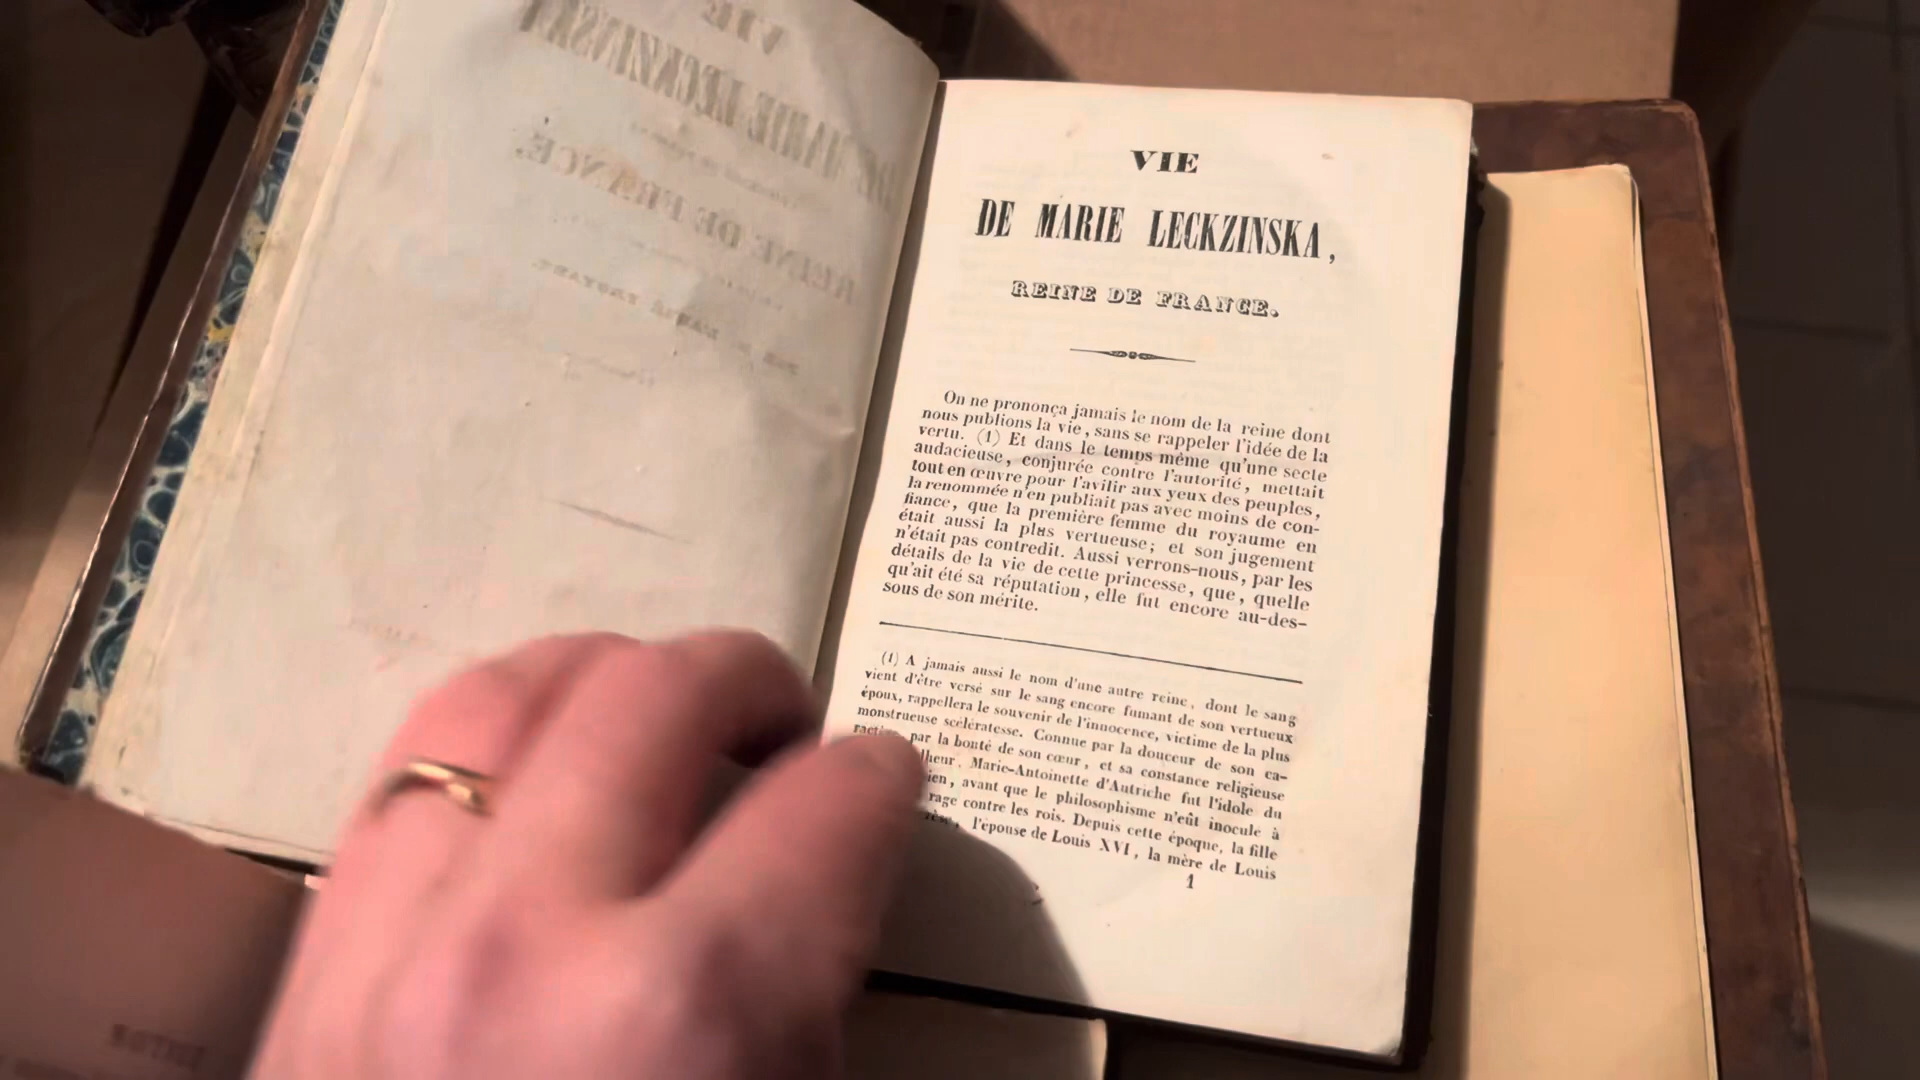 VIE
DE MARIE LECKZINSKA,
REINE DE FRANCE.
On ne prononça jamais le nom de la reine dont
nous publions la vie, sans se rappeler l'idée de la
vertu. (1) Et dans le temps même qu'une secte
audacieuse, conjurée contre l'autorité, mettait
tout en œuvre pour l'avilir aux yeux des peuples,
la renommée n'en publiait pas avec moins de con-
fiance, que la première femme du royaume en
était aussi la plus vertueuse; et son jugement
n'était pas contredit. Aussi verrons-nous, par les
détails de la vie de cette princesse, que, quelle
qu'ait été sa réputation, elle fut encore au-des-
sous de son mérite.
(1) A jamais aussi le nom d'une autre reine, dont le sang
vient d'être versé sur le sang encore fumant de son vertueux
époux, rappellera le souvenir de l'innocence, victime de la plus
monstrueuse scélératesse. Connue par la douceur de son ca-
par la bonté de son cœur, et sa constance religieuse
Marie-Antoinette d'Autriche fut l'idole du
avant que le philosophisme n'eût inoculé à
rage contre les rois. Depuis cette époque, la fille
l'épouse de Louis XVI, la mère de Louis
1
VIE
DE MARIE LECKZINSKA
REINE DE FRANCE,